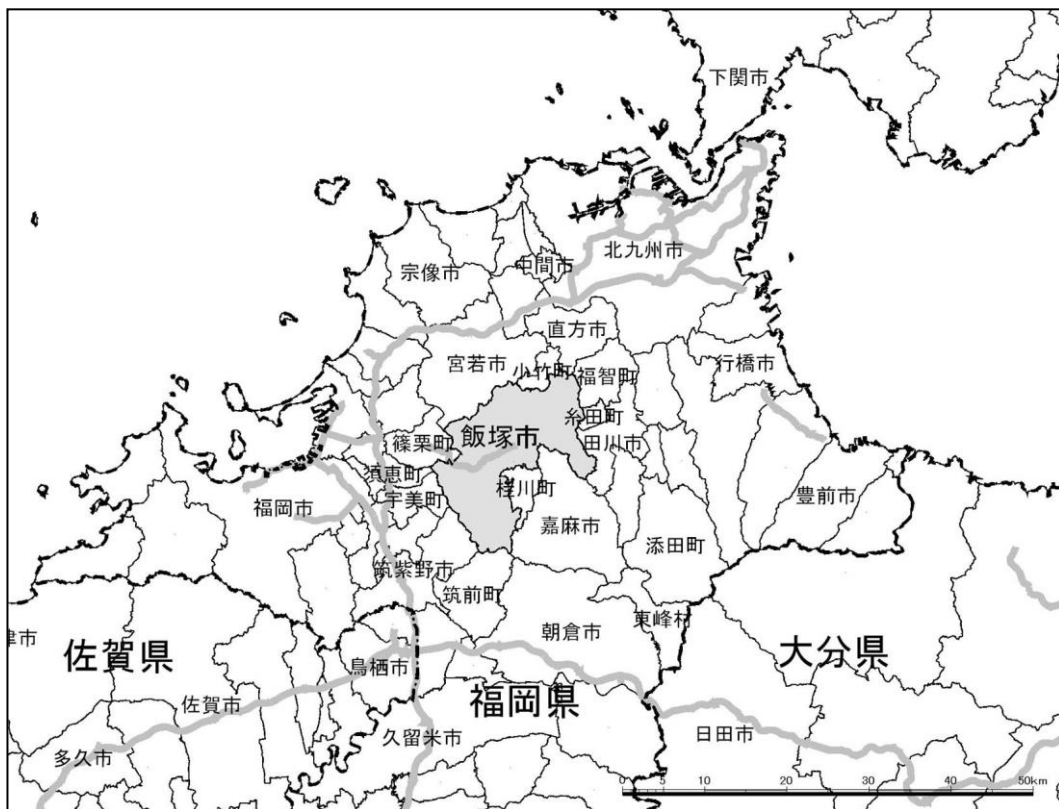 下関市
北九州市
中間市
宗像市
直方市
宮若市
小竹町
福智町
行橋市
糸田町
飯塚市
篠栗町
田川市
須恵町
桂川町
宇美町
豊前市
福岡市
嘉麻市
添田町
筑紫野市
筑前町
東峰村
朝倉市
津市
佐賀県
大分県
鳥栖市
福岡県
佐賀市
久留米市
日田市
多久市
0 5 10 20 30 40 50km